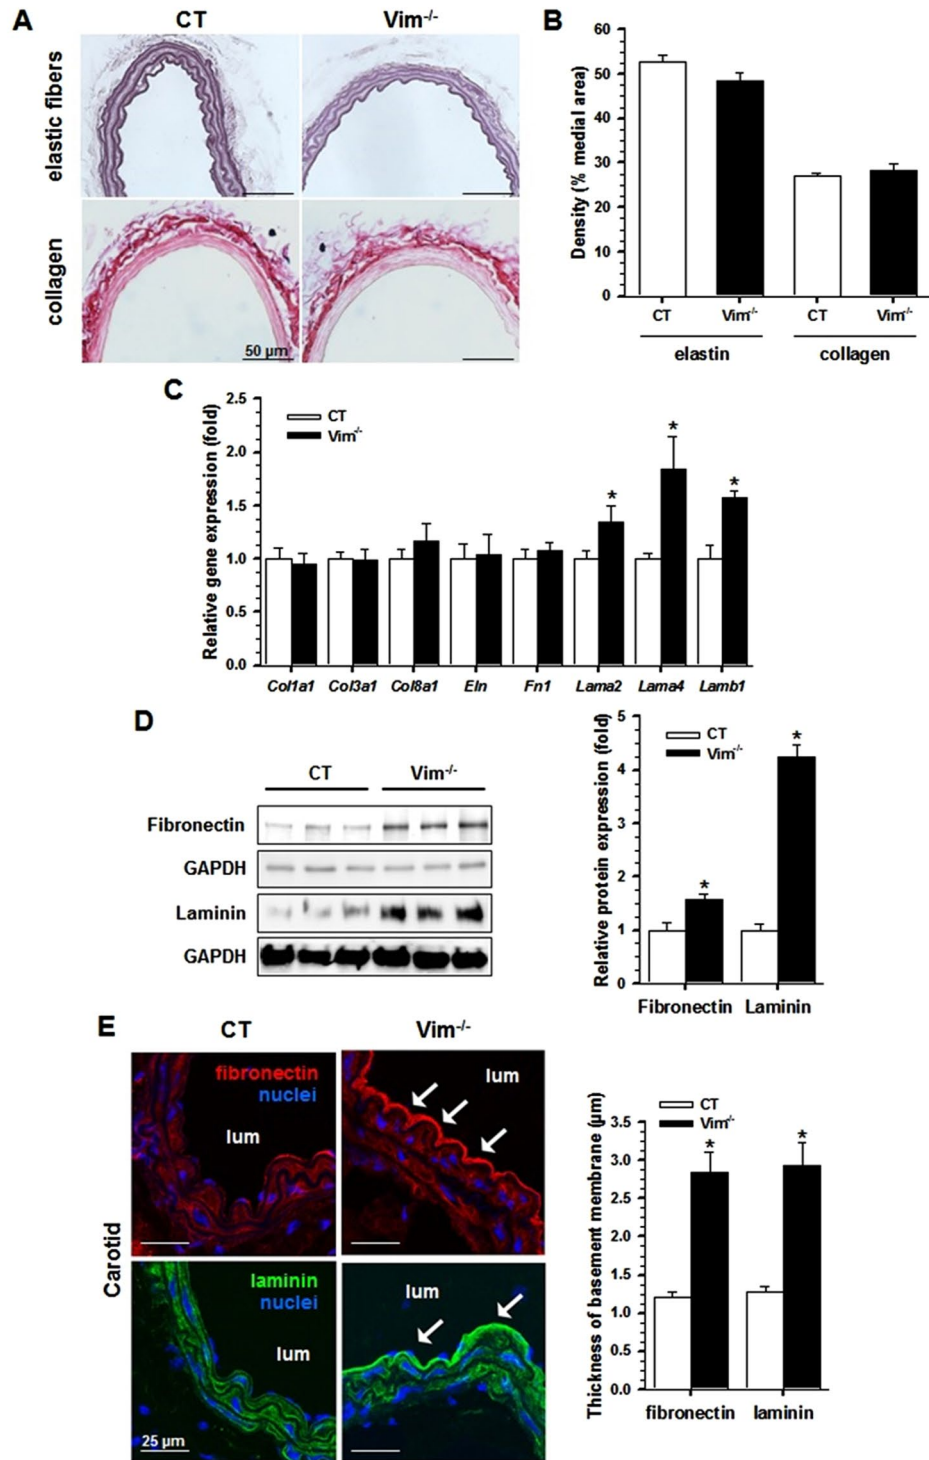 A
CT
Vim-/-
elastic fibers
collagen
50 µm
B
Density (% medial area)
60
50
40
30
20
10
0
CT
Vim-/-
CT
Vim-/-
elastin
collagen
C
Relative gene expression (fold)
2.5
2.0
1.5
1.0
0.5
0.0
CT
Vim-/-
*
*
*
Col1a1
Col3a1
Col8a1
Eln
Fn1
Lama2
Lama4
Lamb1
D
CT
Vim-/-
Fibronectin
GAPDH
Laminin
GAPDH
Relative protein expression (fold)
5
4
4
2
1
0
CT
Vim-/-
*
*
Fibronectin
Laminin
E
CT
Vim-/-
Carotid
fibronectin
nuclei
lum
lum
laminin
nuclei
lum
lum
25 µm
Thickness of basement membrane (µm)
3.5
3.0
2.5
2.0
1.5
1.0
0.5
0.0
CT
Vim-/-
*
*
fibronectin
laminin